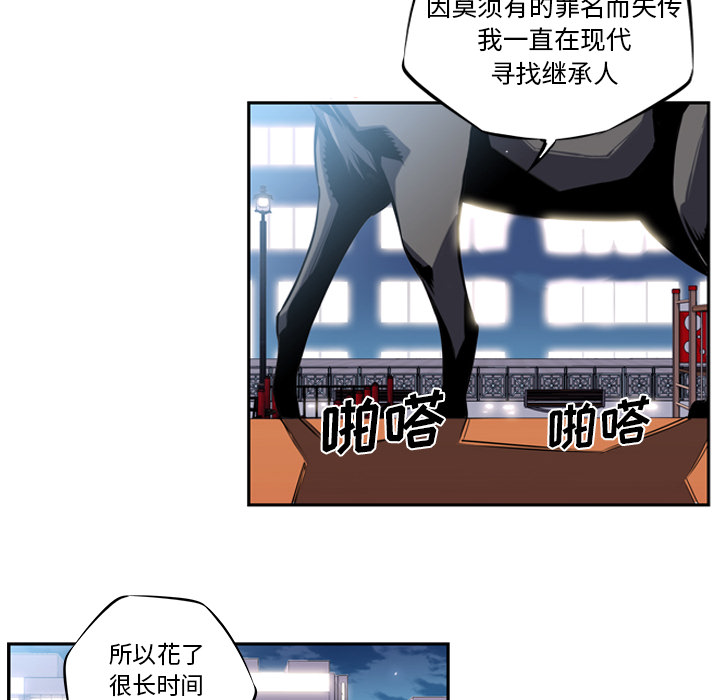 因莫须有的罪名而失传
我一直在现代
寻找继承人
啪嗒
啪嗒
所以花了
很长时间